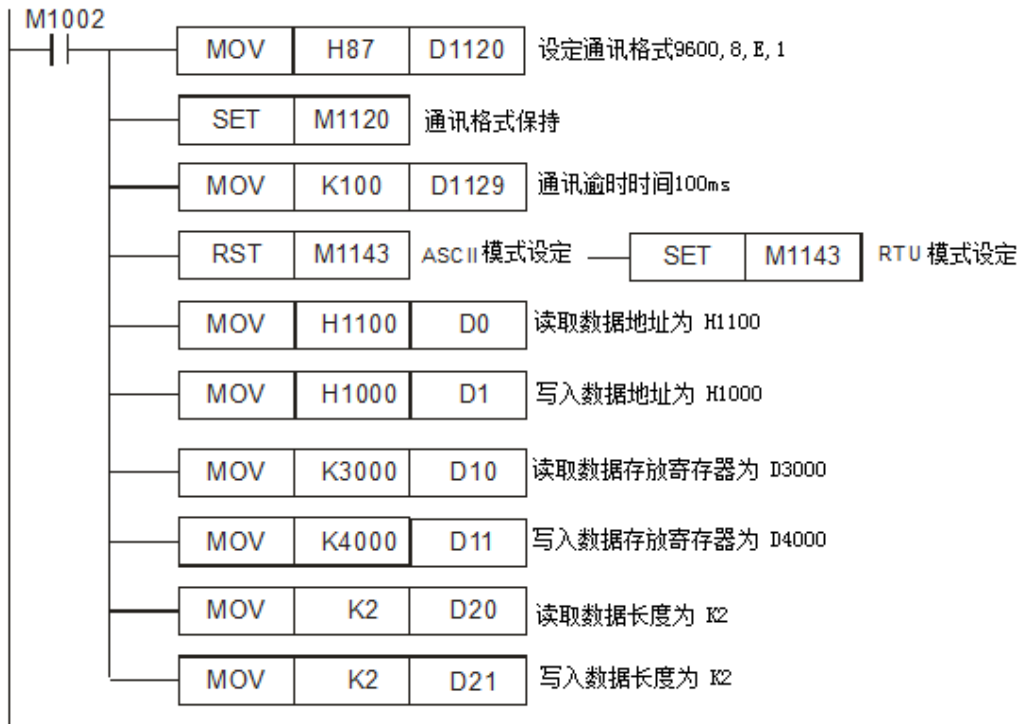 M1002
MOV H87 D1120 设定通讯格式9600,8,E,1
SET M1120 通讯格式保持
MOV K100 D1129 通讯逾时时间100ms
RST M1143 ASCII模式设定 SET M1143 RTU模式设定
MOV H1100 D0 读取数据地址为 H1100
MOV H1000 D1 写入数据地址为 H1000
MOV K3000 D10 读取数据存放寄存器为 D3000
MOV K4000 D11 写入数据存放寄存器为 D4000
MOV K2 D20 读取数据长度为 K2
MOV K2 D21 写入数据长度为 K2